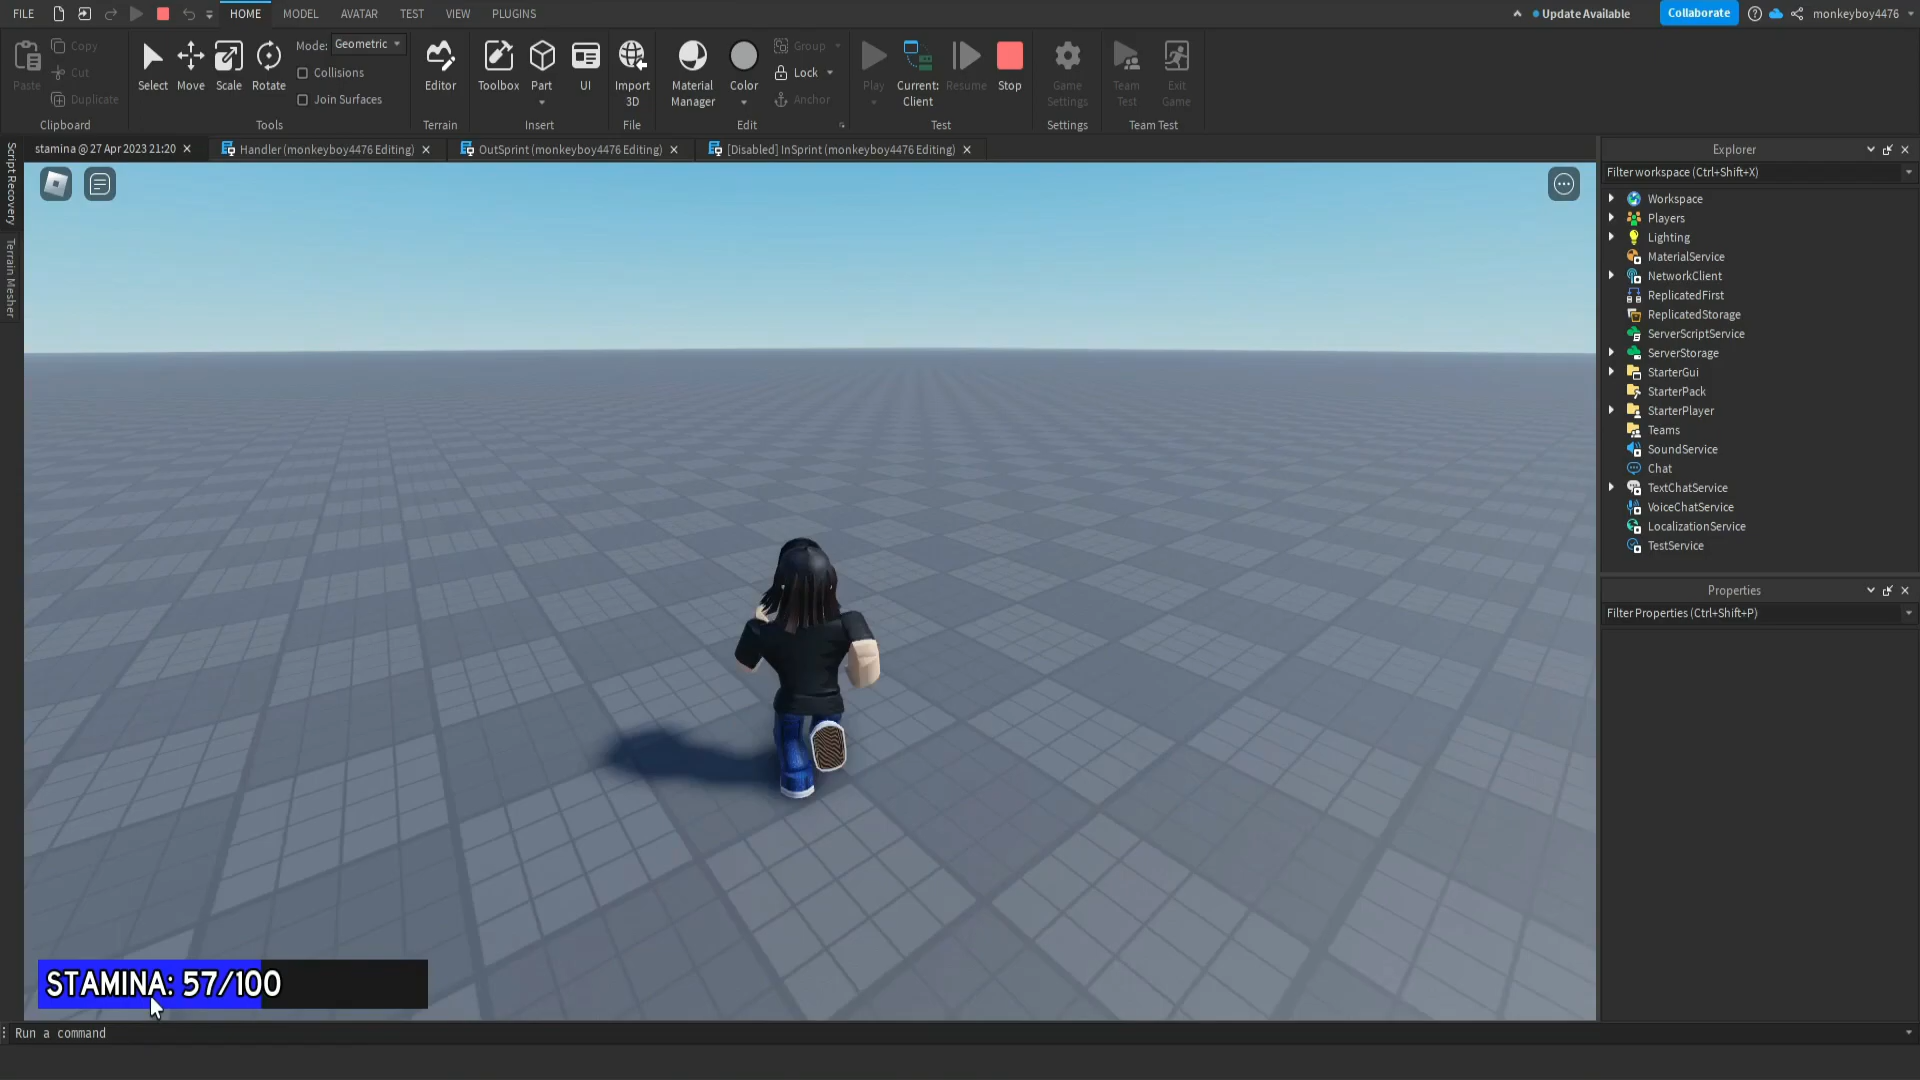 FILE HOME MODEL AVATAR TEST VIEW PLUGINS Update Available Collaborate monkeyboy4476
Paste Copy Cut Duplicate
Clipboard
Select Move Scale Rotate
Mode: Geometric
Collisions
Join Surfaces
Tools
Editor
Terrain
Toolbox Part UI
Insert
Import 3D
File
Material Manager Color
Group
Lock
Anchor
Edit
Play Current: Client Resume Stop
Test
Game Settings
Settings
Team Test Exit Game
Team Test
stamina @ 27 Apr 2023 21:20
Handler (monkeyboy4476 Editing)
OutSprint (monkeyboy4476 Editing)
[Disabled] InSprint (monkeyboy4476 Editing)
Script Recovery
Terrain Mesher
STAMINA: 57/100
Run a command
Explorer
Filter workspace (Ctrl+Shift+X)
Workspace
Players
Lighting
MaterialService
NetworkClient
ReplicatedFirst
ReplicatedStorage
ServerScriptService
ServerStorage
StarterGui
StarterPack
StarterPlayer
Teams
SoundService
Chat
TextChatService
VoiceChatService
LocalizationService
TestService
Properties
Filter Properties (Ctrl+Shift+P)